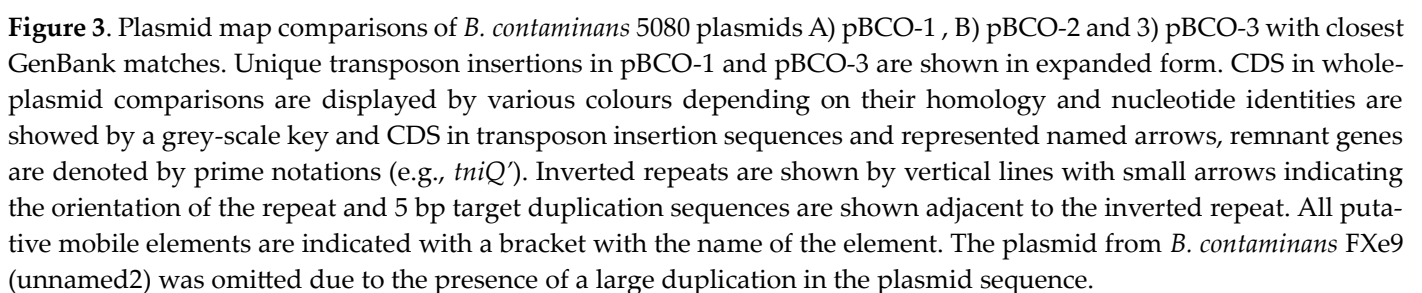 Figure 3. Plasmid map comparisons of B. contaminans 5080 plasmids A) pBCO-1 , B) pBCO-2 and 3) pBCO-3 with closest
GenBank matches. Unique transposon insertions in pBCO-1 and pBCO-3 are shown in expanded form. CDS in whole-
plasmid comparisons are displayed by various colours depending on their homology and nucleotide identities are
showed by a grey-scale key and CDS in transposon insertion sequences and represented named arrows, remnant genes
are denoted by prime notations (e.g., tniQ'). Inverted repeats are shown by vertical lines with small arrows indicating
the orientation of the repeat and 5 bp target duplication sequences are shown adjacent to the inverted repeat. All puta-
tive mobile elements are indicated with a bracket with the name of the element. The plasmid from B. contaminans FXe9
(unnamed2) was omitted due to the presence of a large duplication in the plasmid sequence.